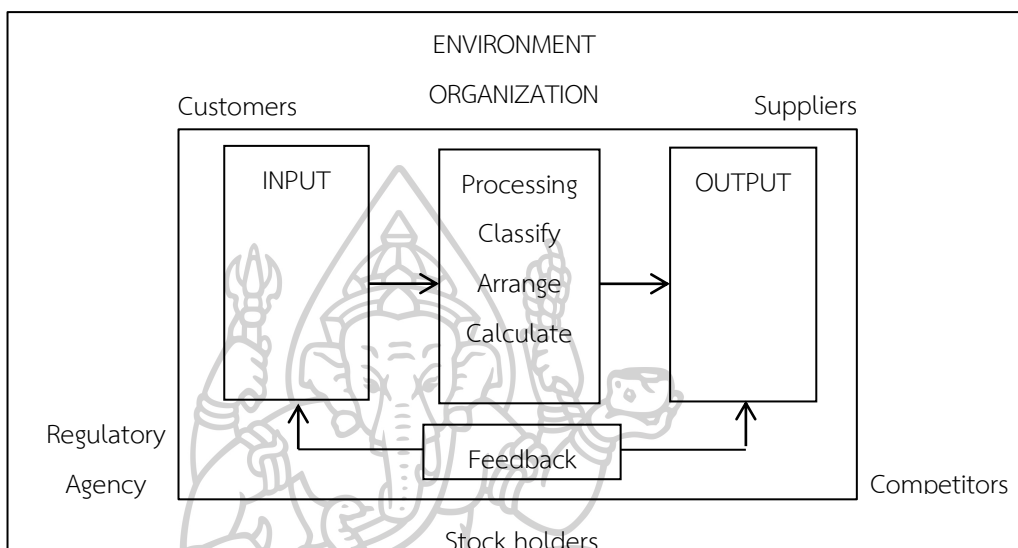 ENVIRONMENT
ORGANIZATION
Customers
Suppliers
INPUT
Processing
Classify
Arrange
Calculate
OUTPUT
Feedback
Regulatory
Agency
Competitors
Stock holders